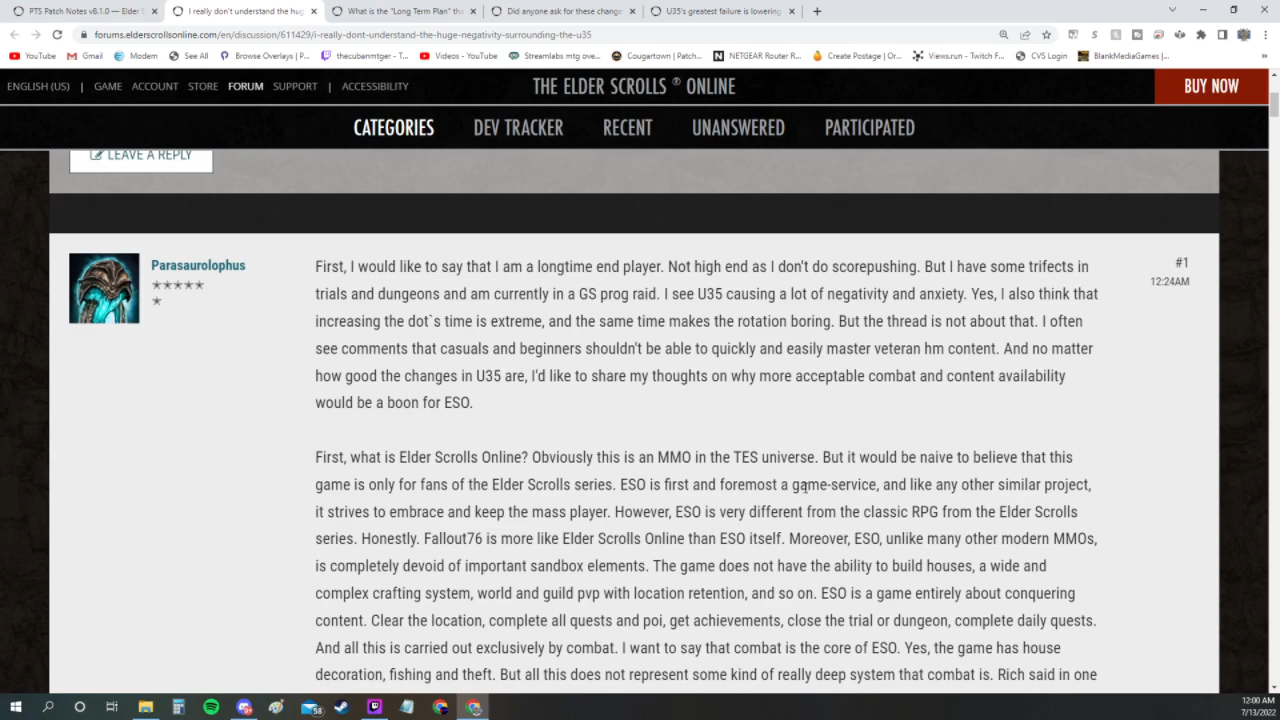 PTS Patch Notes v8.1.0 — Elder S
I really don't understand the hug
What is the "Long Term Plan" tha
Did anyone ask for these change
U35's greatest failure is lowering
forums.elderscrollsonline.com/en/discussion/611429/i-really-dont-understand-the-huge-negativity-surrounding-the-u35
YouTube
Gmail
Modem
See All
Browse Overlays | P...
thecubanmtger - T...
Videos - YouTube
Streamlabs mtg ove...
Cougartown | Patch...
NETGEAR Router R...
Create Postage | Or...
Views.run - Twitch F...
CVS Login
BlankMediaGames |...
ENGLISH (US) | GAME ACCOUNT STORE FORUM SUPPORT | ACCESSIBILITY
THE ELDER SCROLLS ® ONLINE
BUY NOW
CATEGORIES DEV TRACKER RECENT UNANSWERED PARTICIPATED
LEAVE A REPLY
Parasaurolophus
#1
12:24AM
First, I would like to say that I am a longtime end player. Not high end as I don't do scorepushing. But I have some trifects in
trials and dungeons and am currently in a GS prog raid. I see U35 causing a lot of negativity and anxiety. Yes, I also think that
increasing the dot`s time is extreme, and the same time makes the rotation boring. But the thread is not about that. I often
see comments that casuals and beginners shouldn't be able to quickly and easily master veteran hm content. And no matter
how good the changes in U35 are, I'd like to share my thoughts on why more acceptable combat and content availability
would be a boon for ESO.
First, what is Elder Scrolls Online? Obviously this is an MMO in the TES universe. But it would be naive to believe that this
game is only for fans of the Elder Scrolls series. ESO is first and foremost a game-service, and like any other similar project,
it strives to embrace and keep the mass player. However, ESO is very different from the classic RPG from the Elder Scrolls
series. Honestly. Fallout76 is more like Elder Scrolls Online than ESO itself. Moreover, ESO, unlike many other modern MMOs,
is completely devoid of important sandbox elements. The game does not have the ability to build houses, a wide and
complex crafting system, world and guild pvp with location retention, and so on. ESO is a game entirely about conquering
content. Clear the location, complete all quests and poi, get achievements, close the trial or dungeon, complete daily quests.
And all this is carried out exclusively by combat. I want to say that combat is the core of ESO. Yes, the game has house
decoration, fishing and theft. But all this does not represent some kind of really deep system that combat is. Rich said in one
58
12:00 AM
7/13/2022